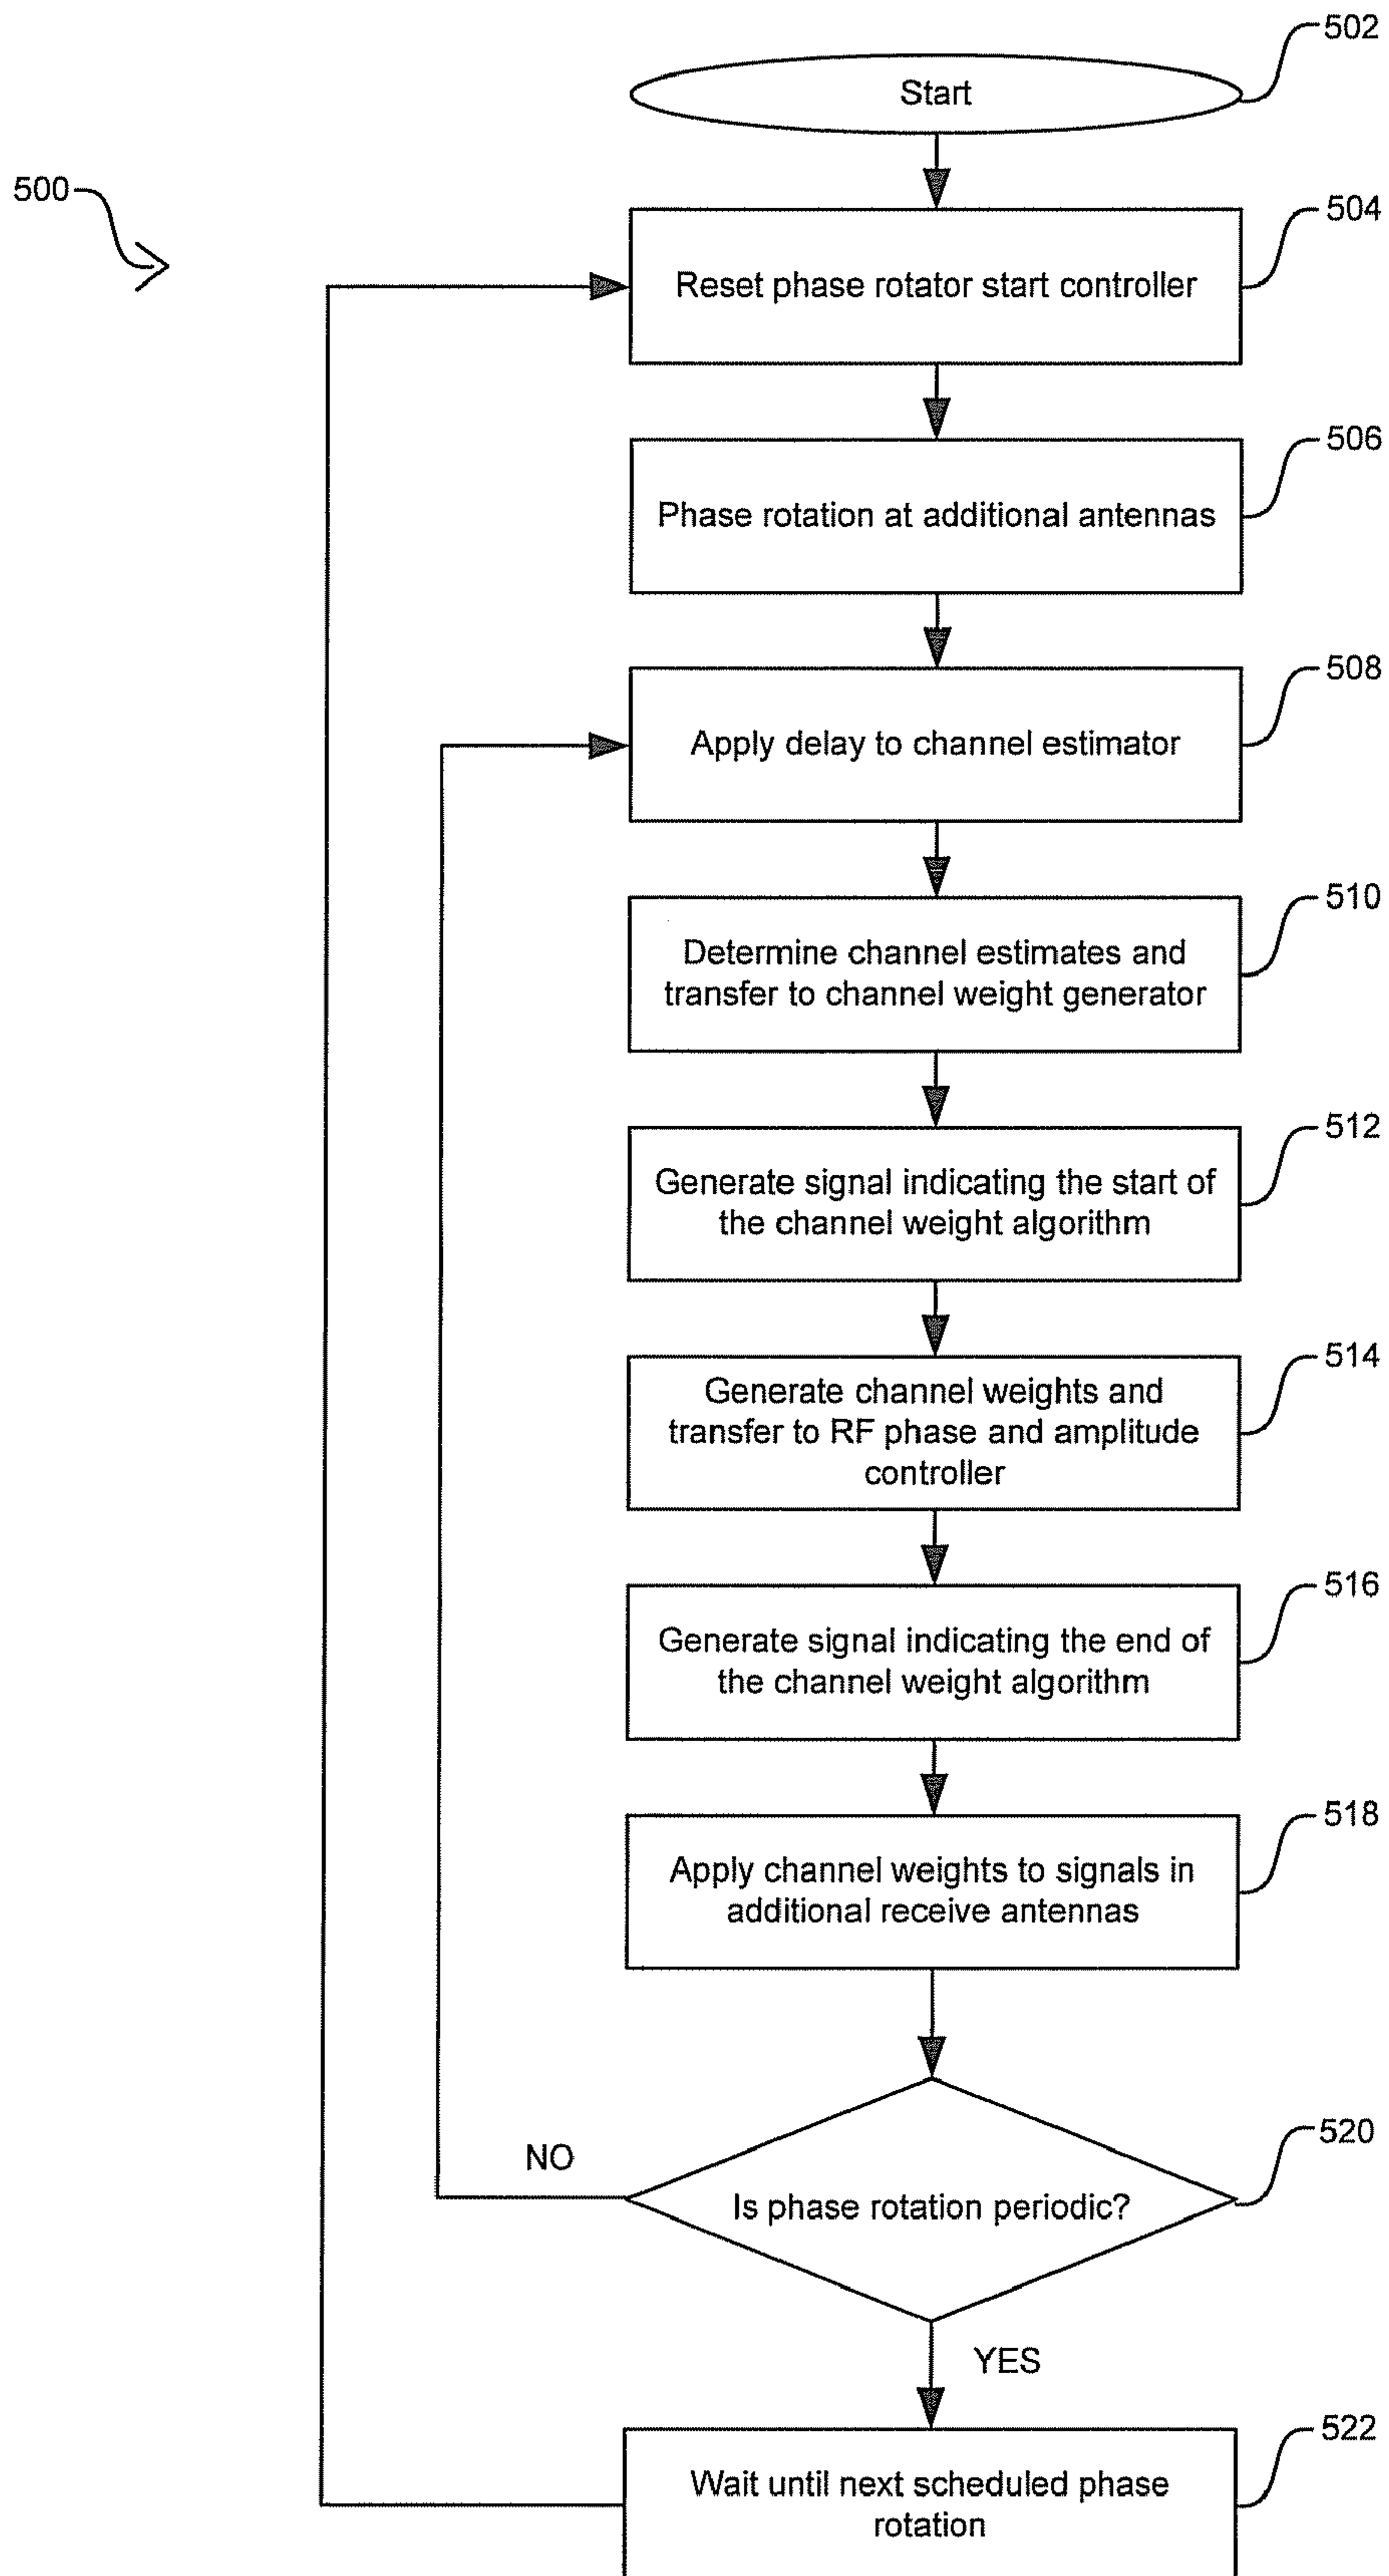 502
Start
500
504
Reset phase rotator start controller
506
Phase rotation at additional antennas
508
Apply delay to channel estimator
510
Determine channel estimates and
transfer to channel weight generator
512
Generate signal indicating the start of
the channel weight algorithm
514
Generate channel weights and
transfer to RF phase and amplitude
controller
516
Generate signal indicating the end of
the channel weight algorithm
518
Apply channel weights to signals in
additional receive antennas
520
NO
Is phase rotation periodic?
YES
522
Wait until next scheduled phase
rotation